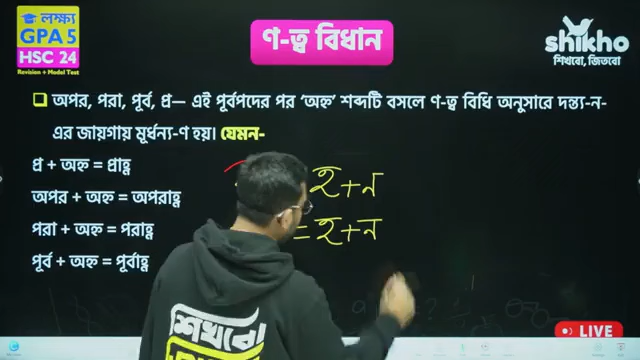 লক্ষ্য
GPA 5
HSC 24
Revision + Model Test
ণ-ত্ব বিধান
shikho
শিখবো, জিতবো
অপর, পরা, পূর্ব, প্র— এই পূর্বপদের পর ‘অহ্ন’ শব্দটি বসলে ণ-ত্ব বিধি অনুসারে দন্ত্য-ন-
এর জায়গায় মূর্ধন্য-ণ হয়। যেমন-
প্র + অহ্ন = প্রাহ্ণ
অপর + অহ্ন = অপরাহ্ণ
পরা + অহ্ন = পরাহ্ণ
পূর্ব + অহ্ন = পূর্বাহ্ণ
হ+ন
= হ+ন
শিখবো
LIVE